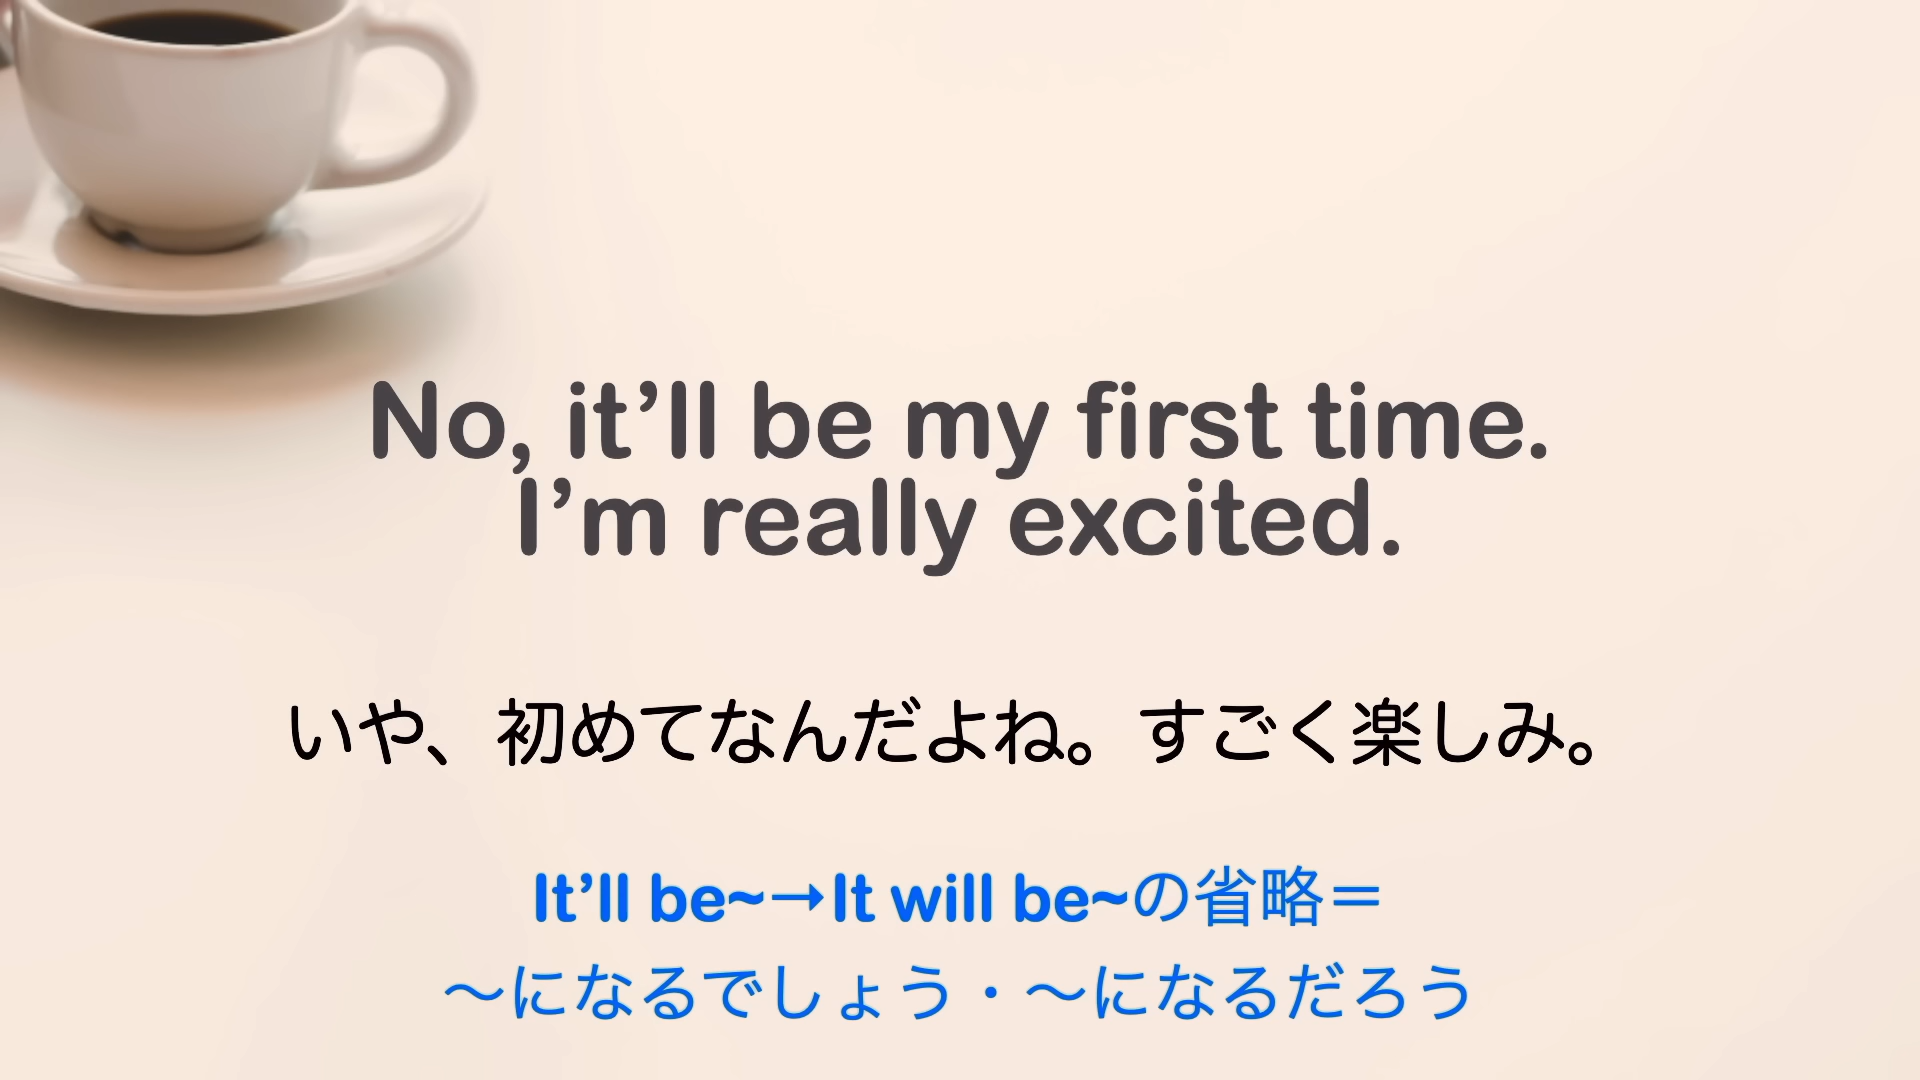 No, it’ll be my first time.
I’m really excited.
いや、初めてなんだよね。すごく楽しみ。
It’ll be~→It will be~の省略＝
〜になるでしょう・〜になるだろう